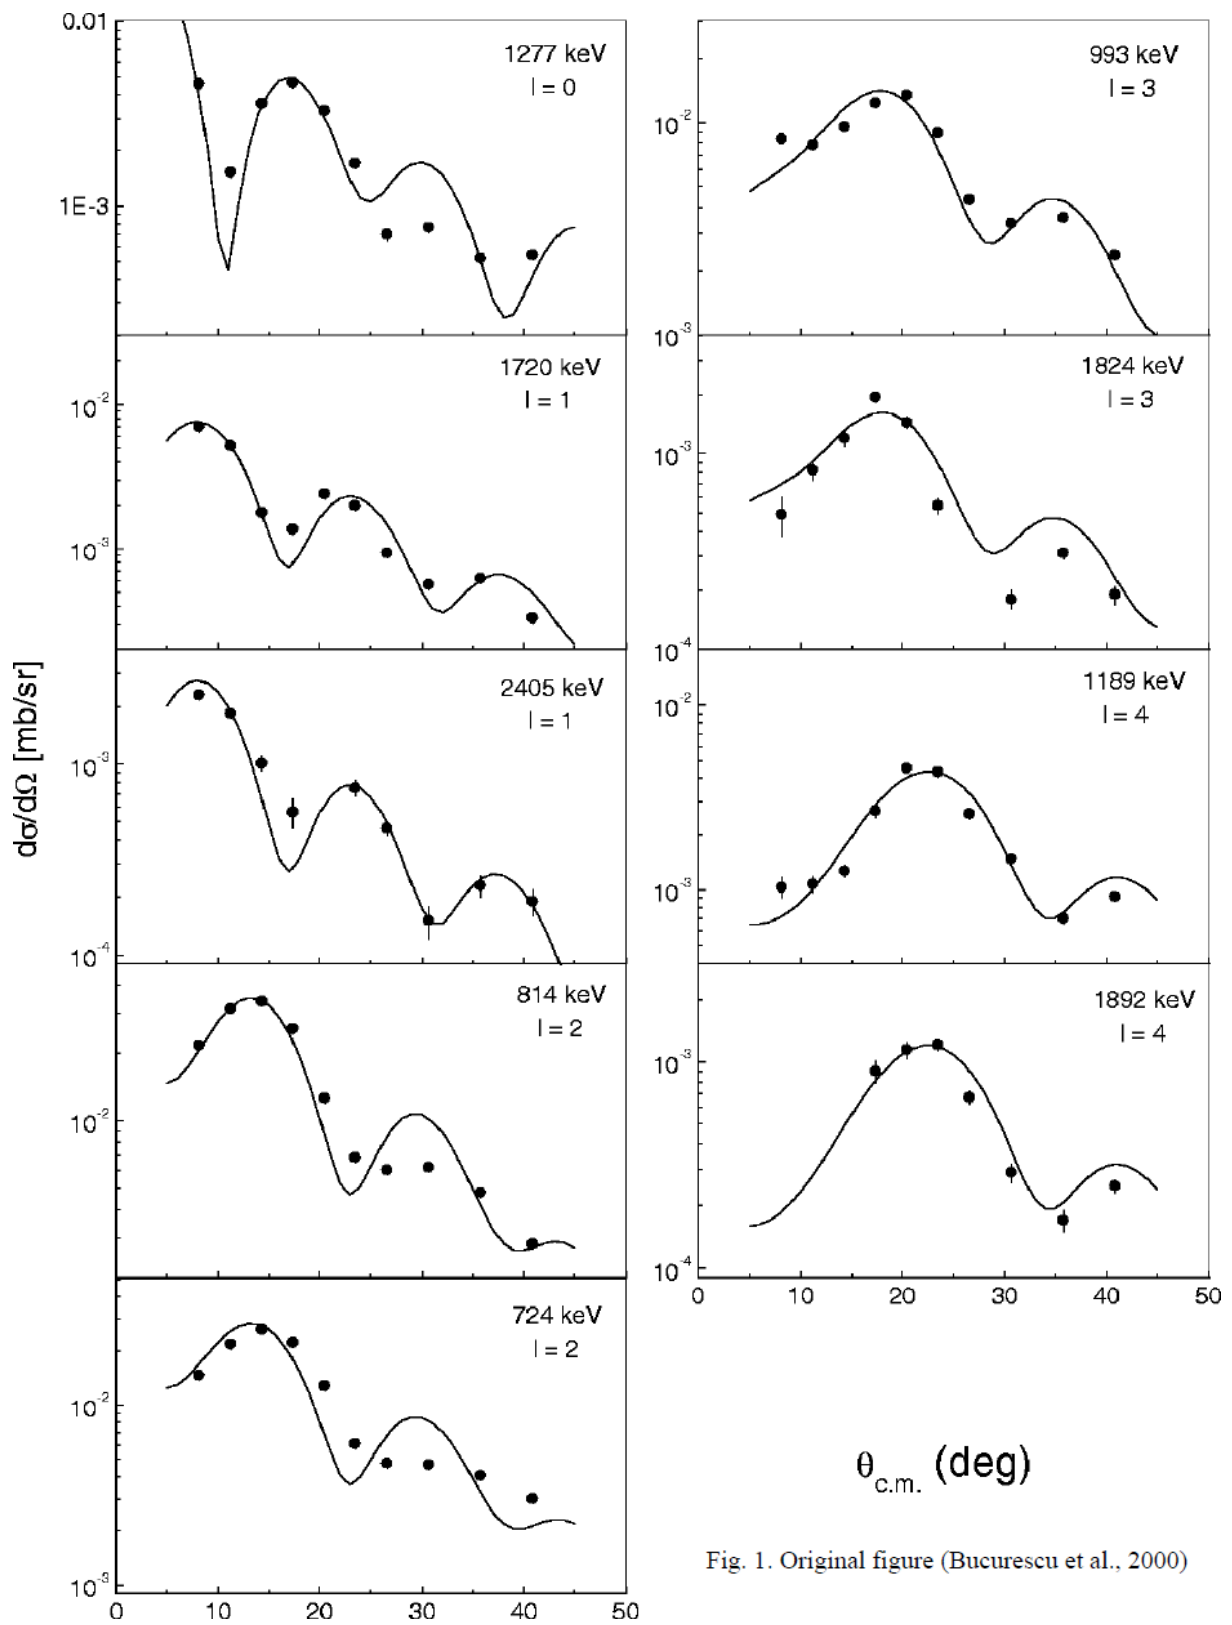 0.01
1277 keV
l = 0
1E-3
1720 keV
l = 1
10-2
10-3
2405 keV
l = 1
10-3
10-4
814 keV
l = 2
10-2
724 keV
l = 2
10-2
10-3
0 10 20 30 40 50
dσ/dΩ [mb/sr]
993 keV
l = 3
10-2
10-3
1824 keV
l = 3
10-3
10-4
1189 keV
l = 4
10-2
10-3
1892 keV
l = 4
10-3
10-4
0 10 20 30 40 50
θc.m. (deg)
Fig. 1. Original figure (Bucurescu et al., 2000)